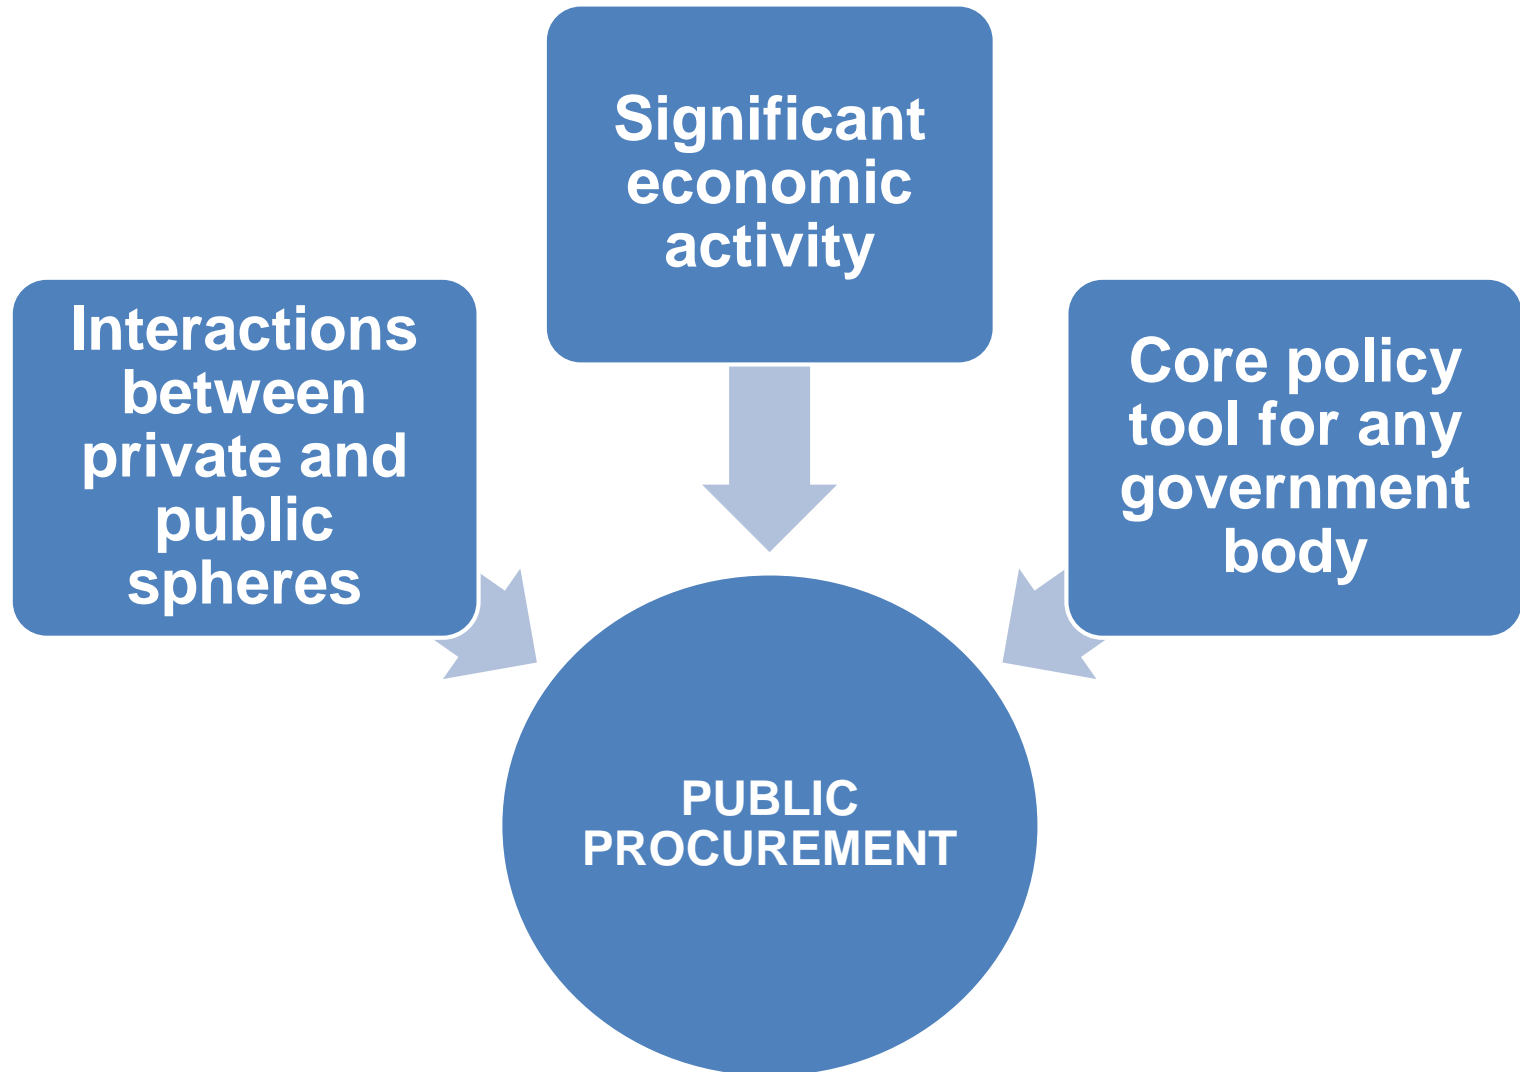 Significant
economic
activity
Interactions
between
private and
public
spheres
Core policy
tool for any
government
body
PUBLIC
PROCUREMENT